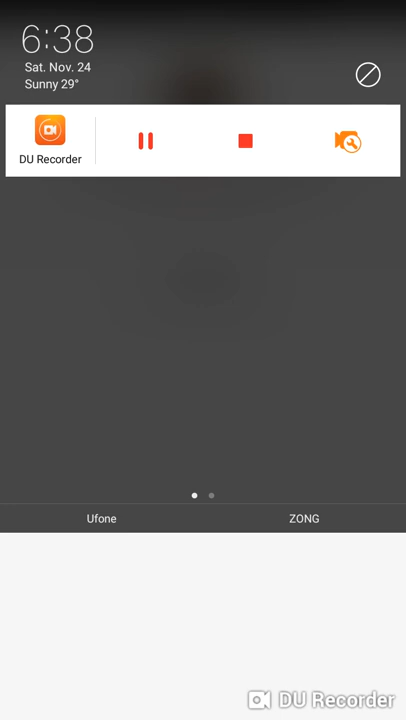 6:38
Sat. Nov. 24
Sunny 29°
DU Recorder
Ufone
ZONG
DU Recorder